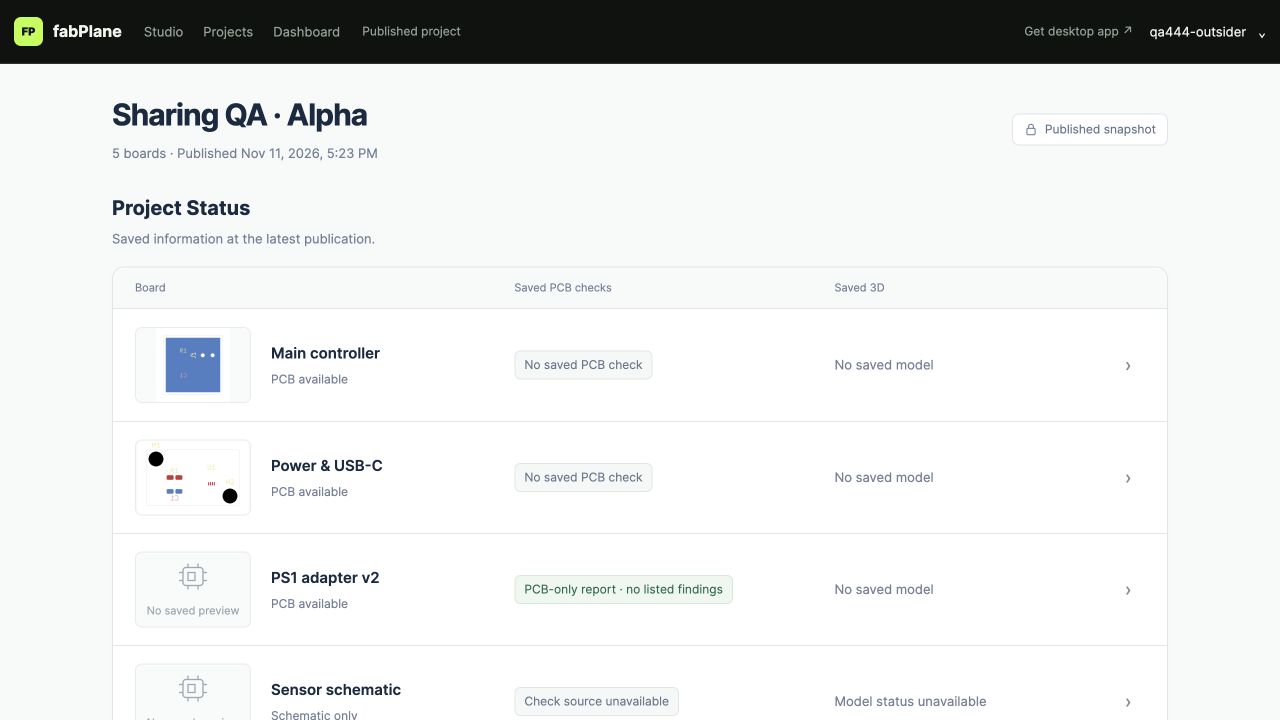 FP fabPlane Studio Projects Dashboard Published project Get desktop app ↗ qa444-outsider
Sharing QA · Alpha
Published snapshot
5 boards · Published Nov 11, 2026, 5:23 PM
Project Status
Saved information at the latest publication.
Board Saved PCB checks Saved 3D
Main controller
PCB available
No saved PCB check
No saved model
Power & USB-C
PCB available
No saved PCB check
No saved model
No saved preview
PS1 adapter v2
PCB available
PCB-only report · no listed findings
No saved model
Sensor schematic
Schematic only
Check source unavailable
Model status unavailable